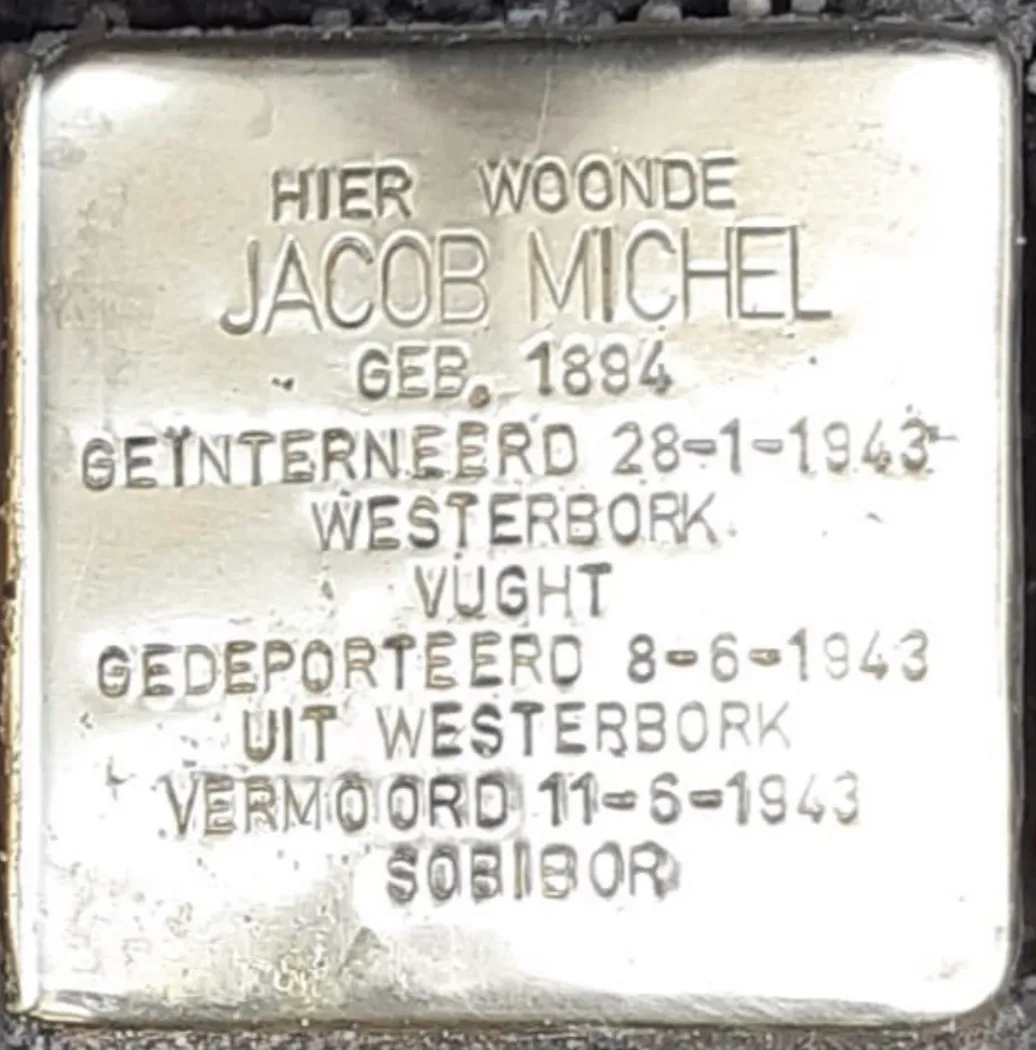 HIER WOONDE
JACOB MICHEL
GEB. 1894
GEÏNTERNEERD 28-1-1943
WESTERBORK
VUGHT
GEDEPORTEERD 8-6-1943
UIT WESTERBORK
VERMOORD 11-6-1943
SOBIBOR